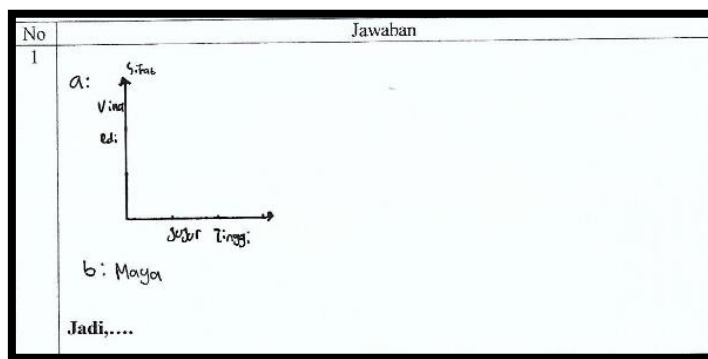 No Jawaban
1
a: Sifat
Vina
Edi
Jujur Tinggi
b: Maya
Jadi,....